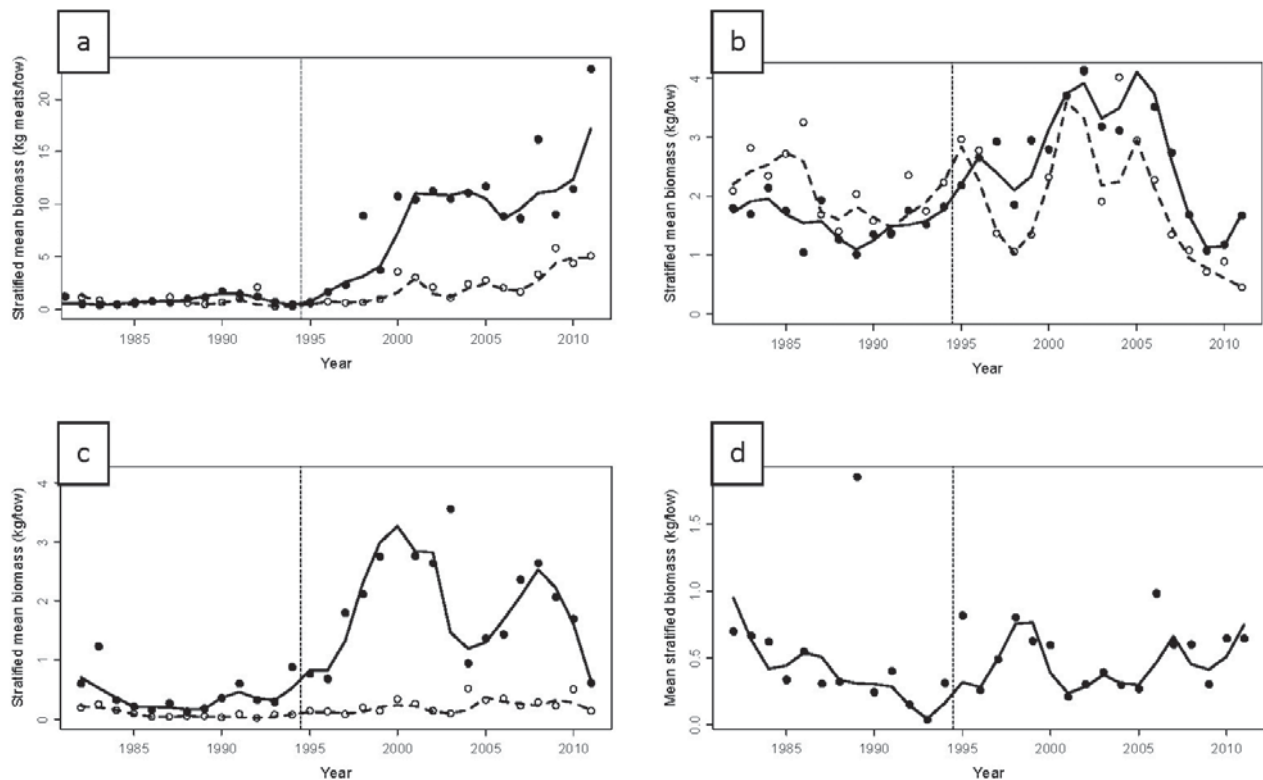 a
Stratified mean biomass (kg meats/tow)
0 5 10 15 20
1985 1990 1995 2000 2005 2010
Year
b
Stratified mean biomass (kg/tow)
0 1 2 3 4
1985 1990 1995 2000 2005 2010
Year
c
Stratified mean biomass (kg/tow)
0 1 2 3 4
1985 1990 1995 2000 2005 2010
Year
d
Mean stratified biomass (kg/tow)
0.0 0.5 1.0 1.5
1985 1990 1995 2000 2005 2010
Year